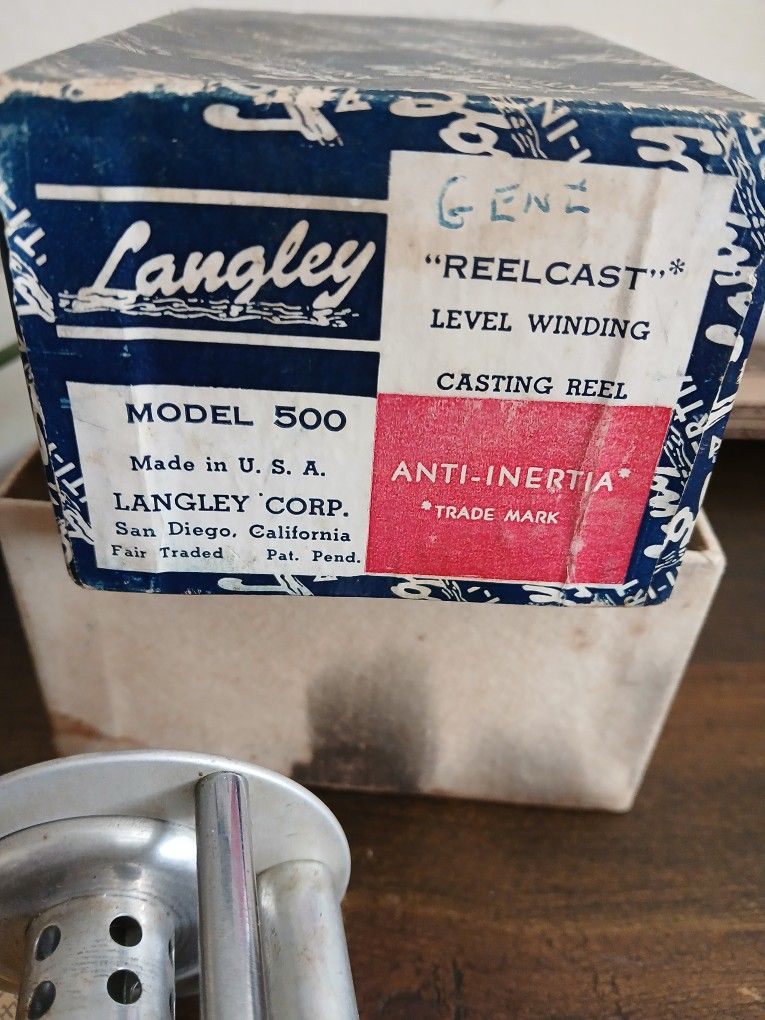 GENE
"REELCAST"*
Langley
LEVEL WINDING
CASTING REEL
MODEL 500
Made in U. S. A.
LANGLEY CORP.
San Diego, California
Fair Traded Pat. Pend.
ANTI-INERTIA*
*TRADE MARK